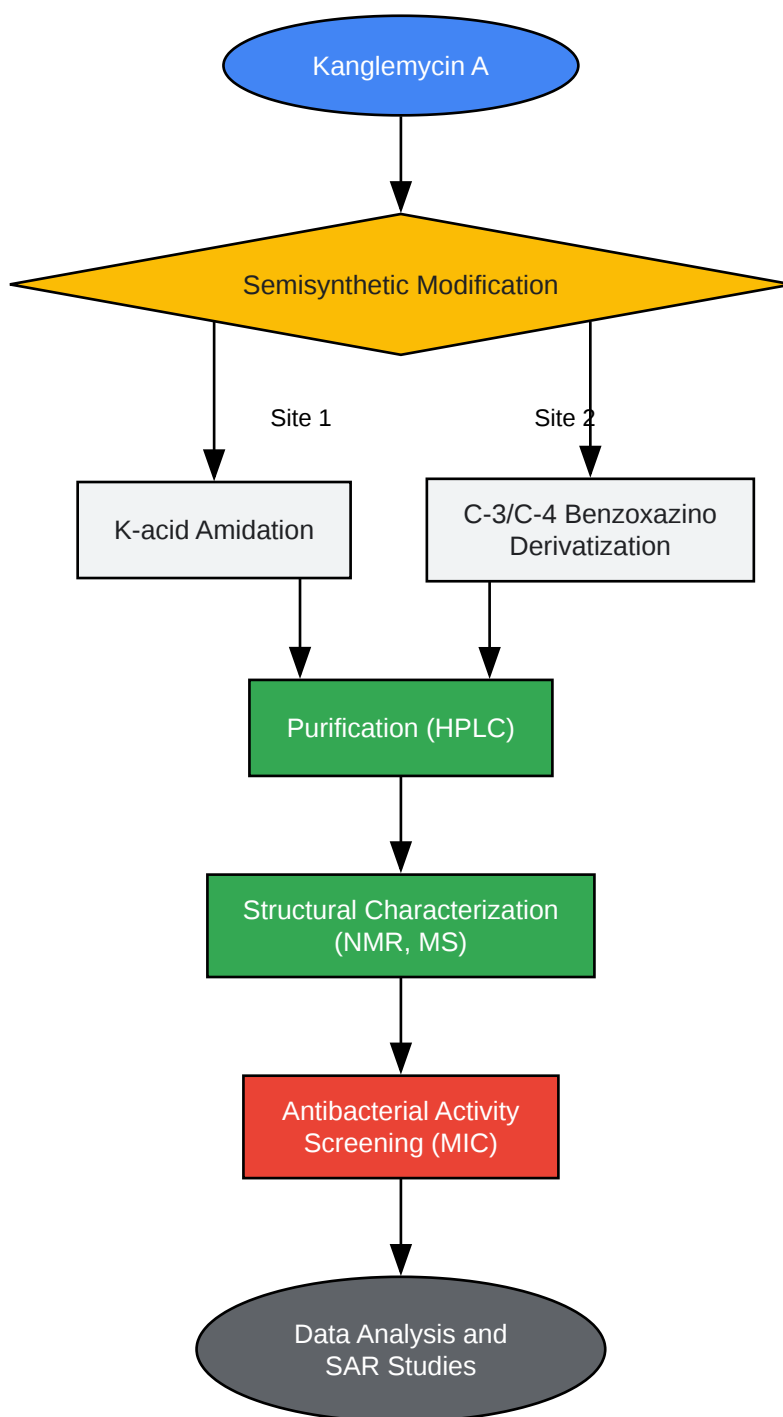 Kanglemycin A
Semisynthetic Modification
Site 1
Site 2
K-acid Amidation
C-3/C-4 Benzoxazino
Derivatization
Purification (HPLC)
Structural Characterization
(NMR, MS)
Antibacterial Activity
Screening (MIC)
Data Analysis and
SAR Studies